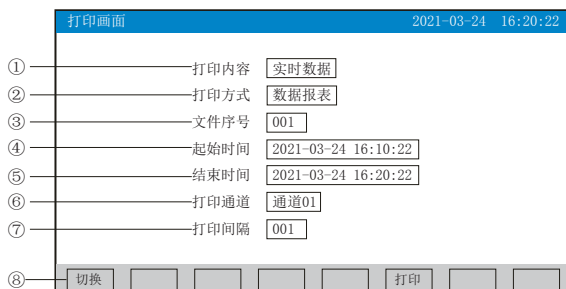 打印画面 2021-03-24 16:20:22
① 打印内容 实时数据
② 打印方式 数据报表
③ 文件序号 001
④ 起始时间 2021-03-24 16:10:22
⑤ 结束时间 2021-03-24 16:20:22
⑥ 打印通道 通道01
⑦ 打印间隔 001
⑧ 切换 打印